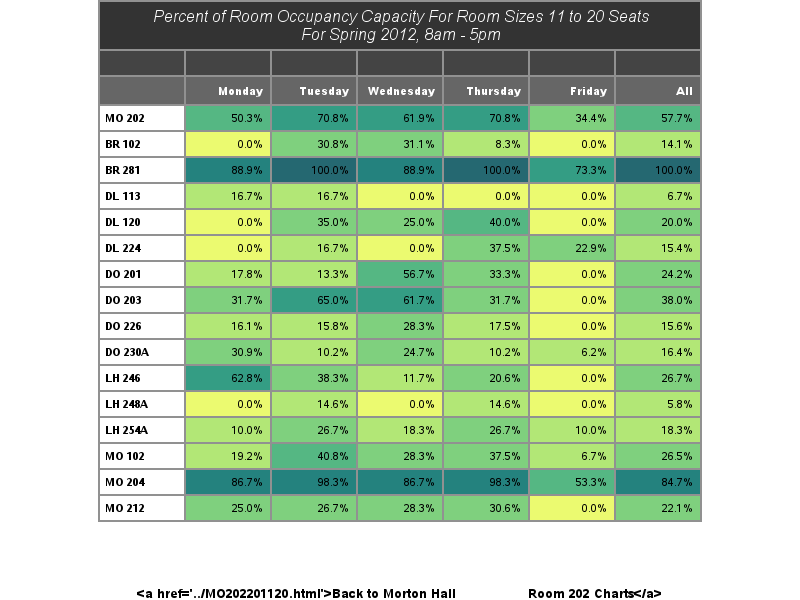 Percent of Room Occupancy Capacity For Room Sizes 11 to 20 Seats
For Spring 2012, 8am - 5pm
Monday Tuesday Wednesday Thursday Friday All
MO 202 50.3% 70.8% 61.9% 70.8% 34.4% 57.7%
BR 102 0.0% 30.8% 31.1% 8.3% 0.0% 14.1%
BR 281 88.9% 100.0% 88.9% 100.0% 73.3% 100.0%
DL 113 16.7% 16.7% 0.0% 0.0% 0.0% 6.7%
DL 120 0.0% 35.0% 25.0% 40.0% 0.0% 20.0%
DL 224 0.0% 16.7% 0.0% 37.5% 22.9% 15.4%
DO 201 17.8% 13.3% 56.7% 33.3% 0.0% 24.2%
DO 203 31.7% 65.0% 61.7% 31.7% 0.0% 38.0%
DO 226 16.1% 15.8% 28.3% 17.5% 0.0% 15.6%
DO 230A 30.9% 10.2% 24.7% 10.2% 6.2% 16.4%
LH 246 62.8% 38.3% 11.7% 20.6% 0.0% 26.7%
LH 248A 0.0% 14.6% 0.0% 14.6% 0.0% 5.8%
LH 254A 10.0% 26.7% 18.3% 26.7% 10.0% 18.3%
MO 102 19.2% 40.8% 28.3% 37.5% 6.7% 26.5%
MO 204 86.7% 98.3% 86.7% 98.3% 53.3% 84.7%
MO 212 25.0% 26.7% 28.3% 30.6% 0.0% 22.1%
<a href='../MO202201120.html'>Back to Morton Hall Room 202 Charts</a>